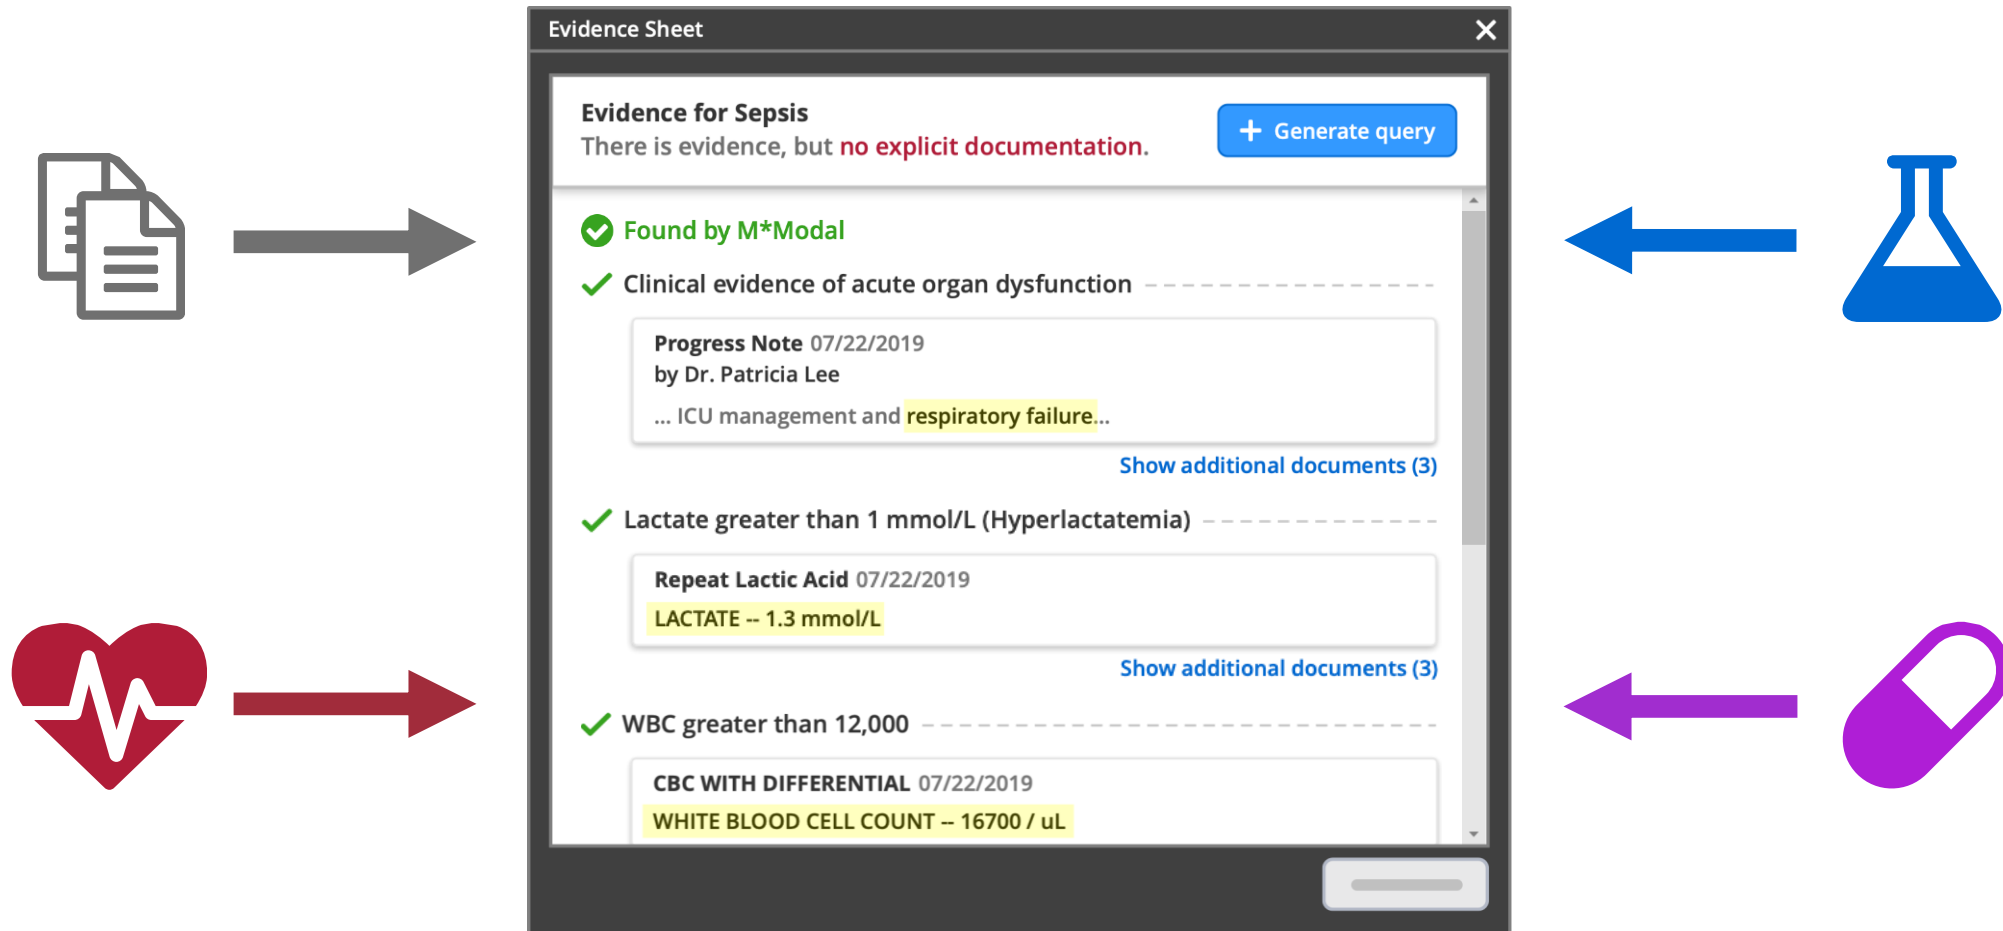 Evidence Sheet
Evidence for Sepsis
There is evidence, but no explicit documentation.
Generate query
Found by M*Modal
Clinical evidence of acute organ dysfunction
Progress Note 07/22/2019
by Dr. Patricia Lee
... ICU management and respiratory failure...
Show additional documents (3)
Lactate greater than 1 mmol/L (Hyperlactatemia)
Repeat Lactic Acid 07/22/2019
LACTATE -- 1.3 mmol/L
Show additional documents (3)
WBC greater than 12,000
CBC WITH DIFFERENTIAL 07/22/2019
WHITE BLOOD CELL COUNT -- 16700 / uL